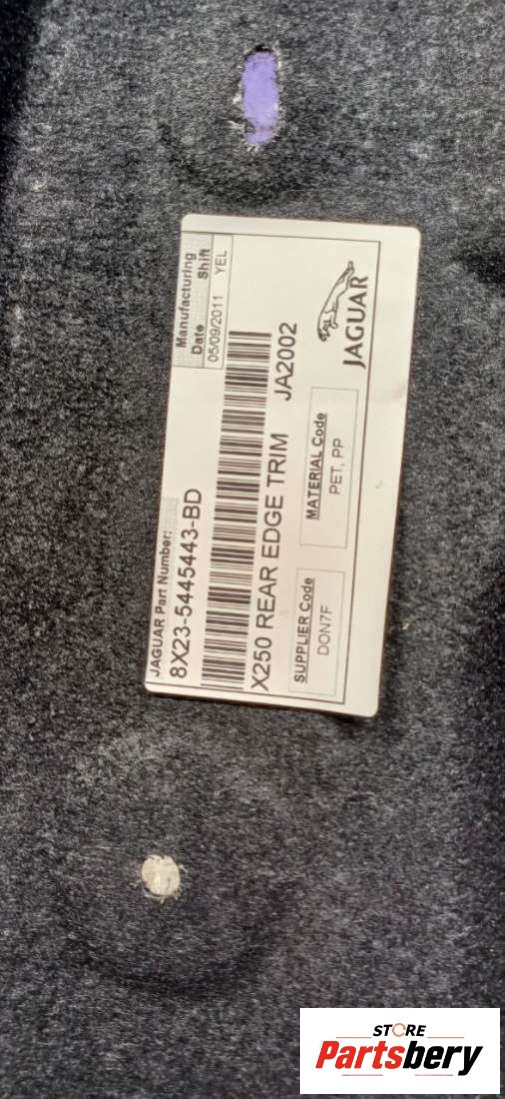 JAGUAR Part Number:
8X23-5445443-BD
Manufacturing
Date Shift
05/09/2011 YEL
X250 REAR EDGE TRIM JA2002
SUPPLIER Code
DON7F
MATERIAL Code
PET, PP
JAGUAR
STORE
Partsbery